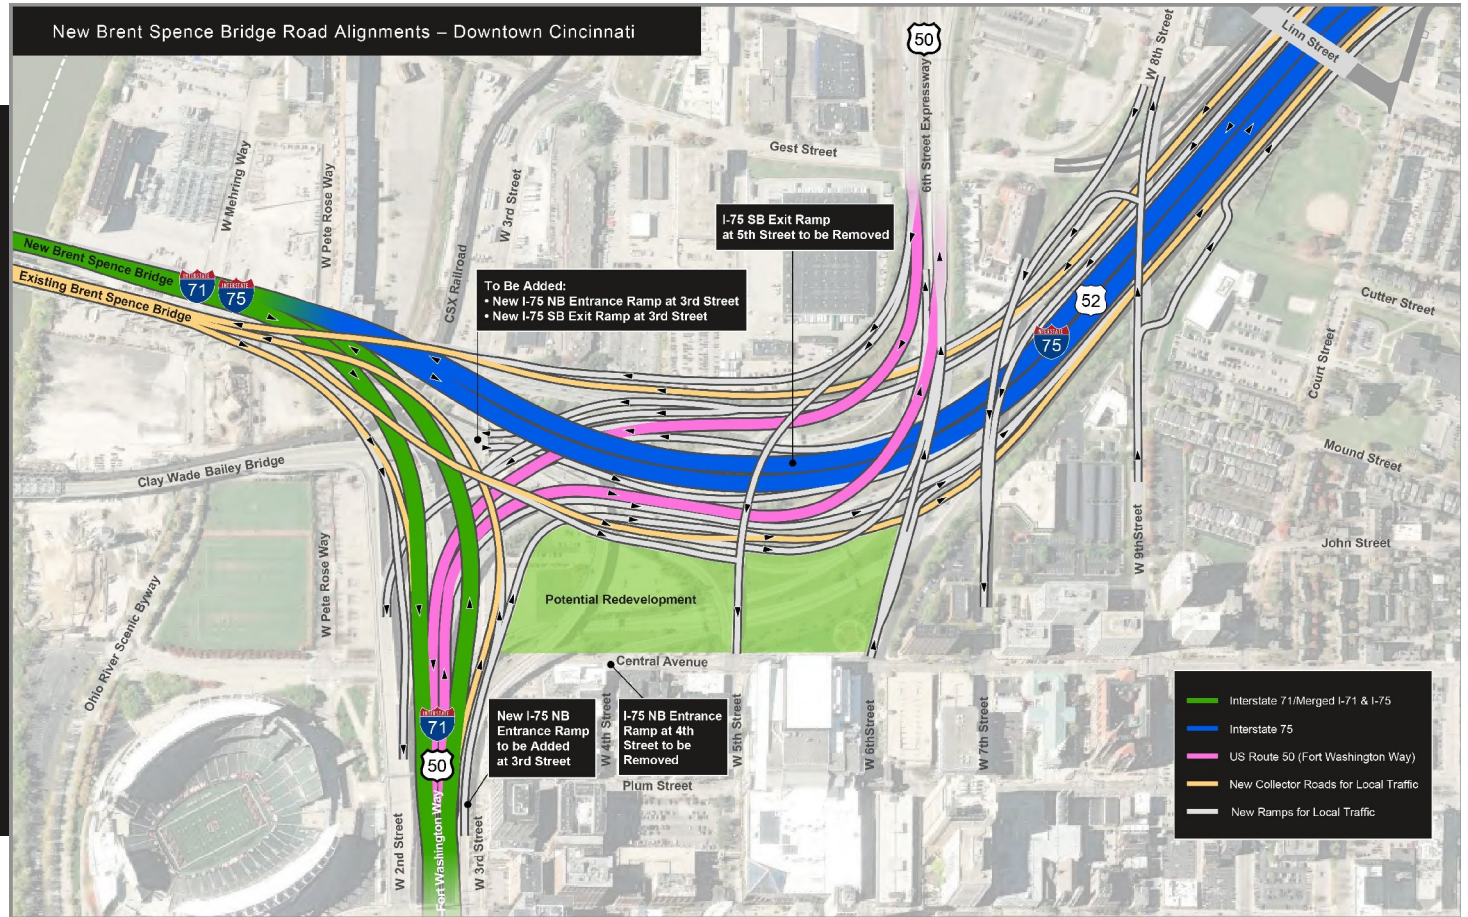 New Brent Spence Bridge Road Alignments – Downtown Cincinnati
50
Linn Street
W 8th Street
6th Street Expressway
Gest Street
W Mehring Way
W Pete Rose Way
W 3rd Street
CSX Railroad
I-75 SB Exit Ramp
at 5th Street to be Removed
New Brent Spence Bridge
Existing Brent Spence Bridge
INTERSTATE
71
INTERSTATE
75
To Be Added:
• New I-75 NB Entrance Ramp at 3rd Street
• New I-75 SB Exit Ramp at 3rd Street
52
INTERSTATE
75
Cutter Street
Court Street
Mound Street
Clay Wade Bailey Bridge
W 9thStreet
John Street
W Pete Rose Way
Ohio River Scenic Byway
Potential Redevelopment
Central Avenue
INTERSTATE
71
50
New I-75 NB
Entrance Ramp
to be Added
at 3rd Street
W 4th Street
I-75 NB Entrance
Ramp at 4th
Street to be
Removed
W 5th Street
W 6thStreet
W 7th Street
Plum Street
W 2nd Street
Fort Washington Way
W 3rd Street
Interstate 71/Merged I-71 & I-75
Interstate 75
US Route 50 (Fort Washington Way)
New Collector Roads for Local Traffic
New Ramps for Local Traffic